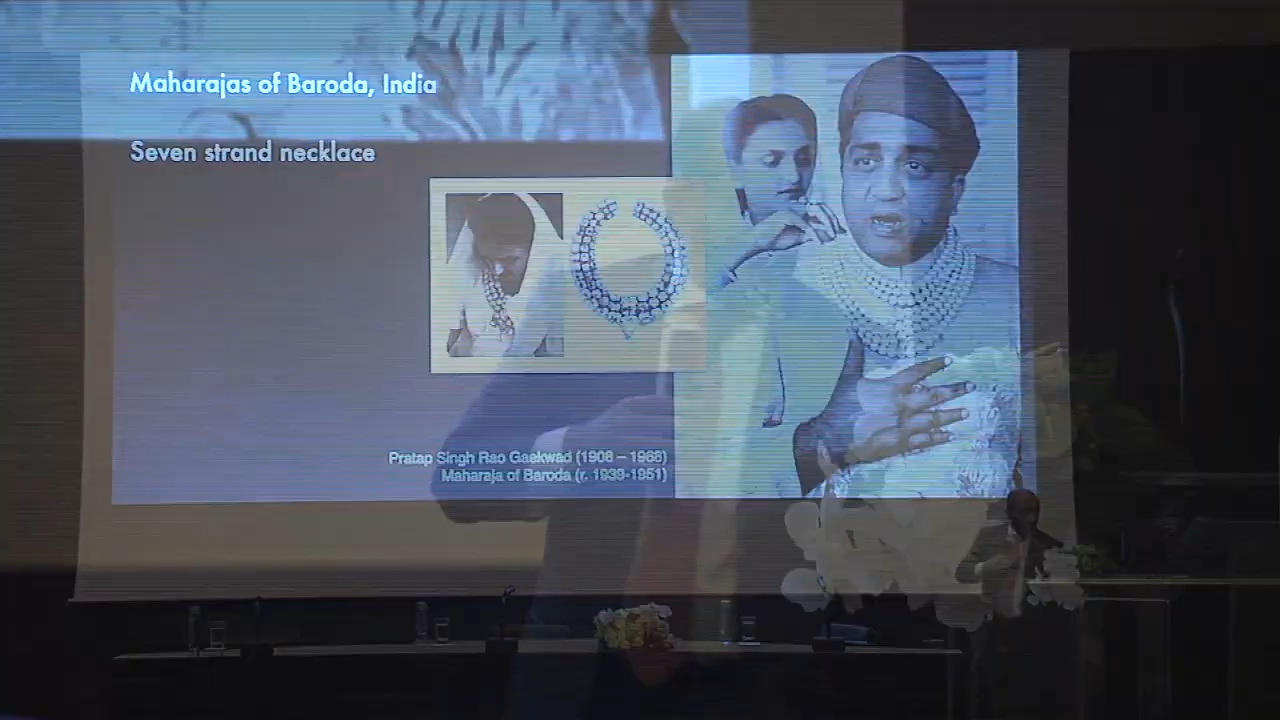 Maharajas of Baroda, India
Seven strand necklace
Pratap Singh Rao Gaekwad (1908 – 1968)
Maharaja of Baroda (r. 1939-1951)